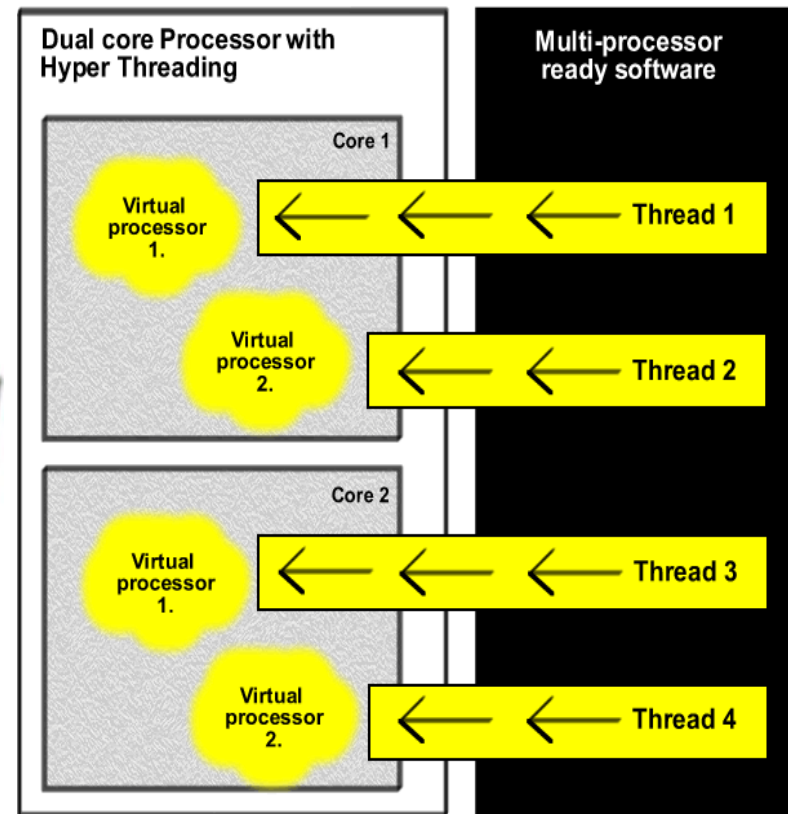 Dual core Processor with
Hyper Threading
Multi-processor
ready software
Core 1
Virtual
processor
1.
Thread 1
Virtual
processor
2.
Thread 2
Core 2
Virtual
processor
1.
Thread 3
Virtual
processor
2.
Thread 4